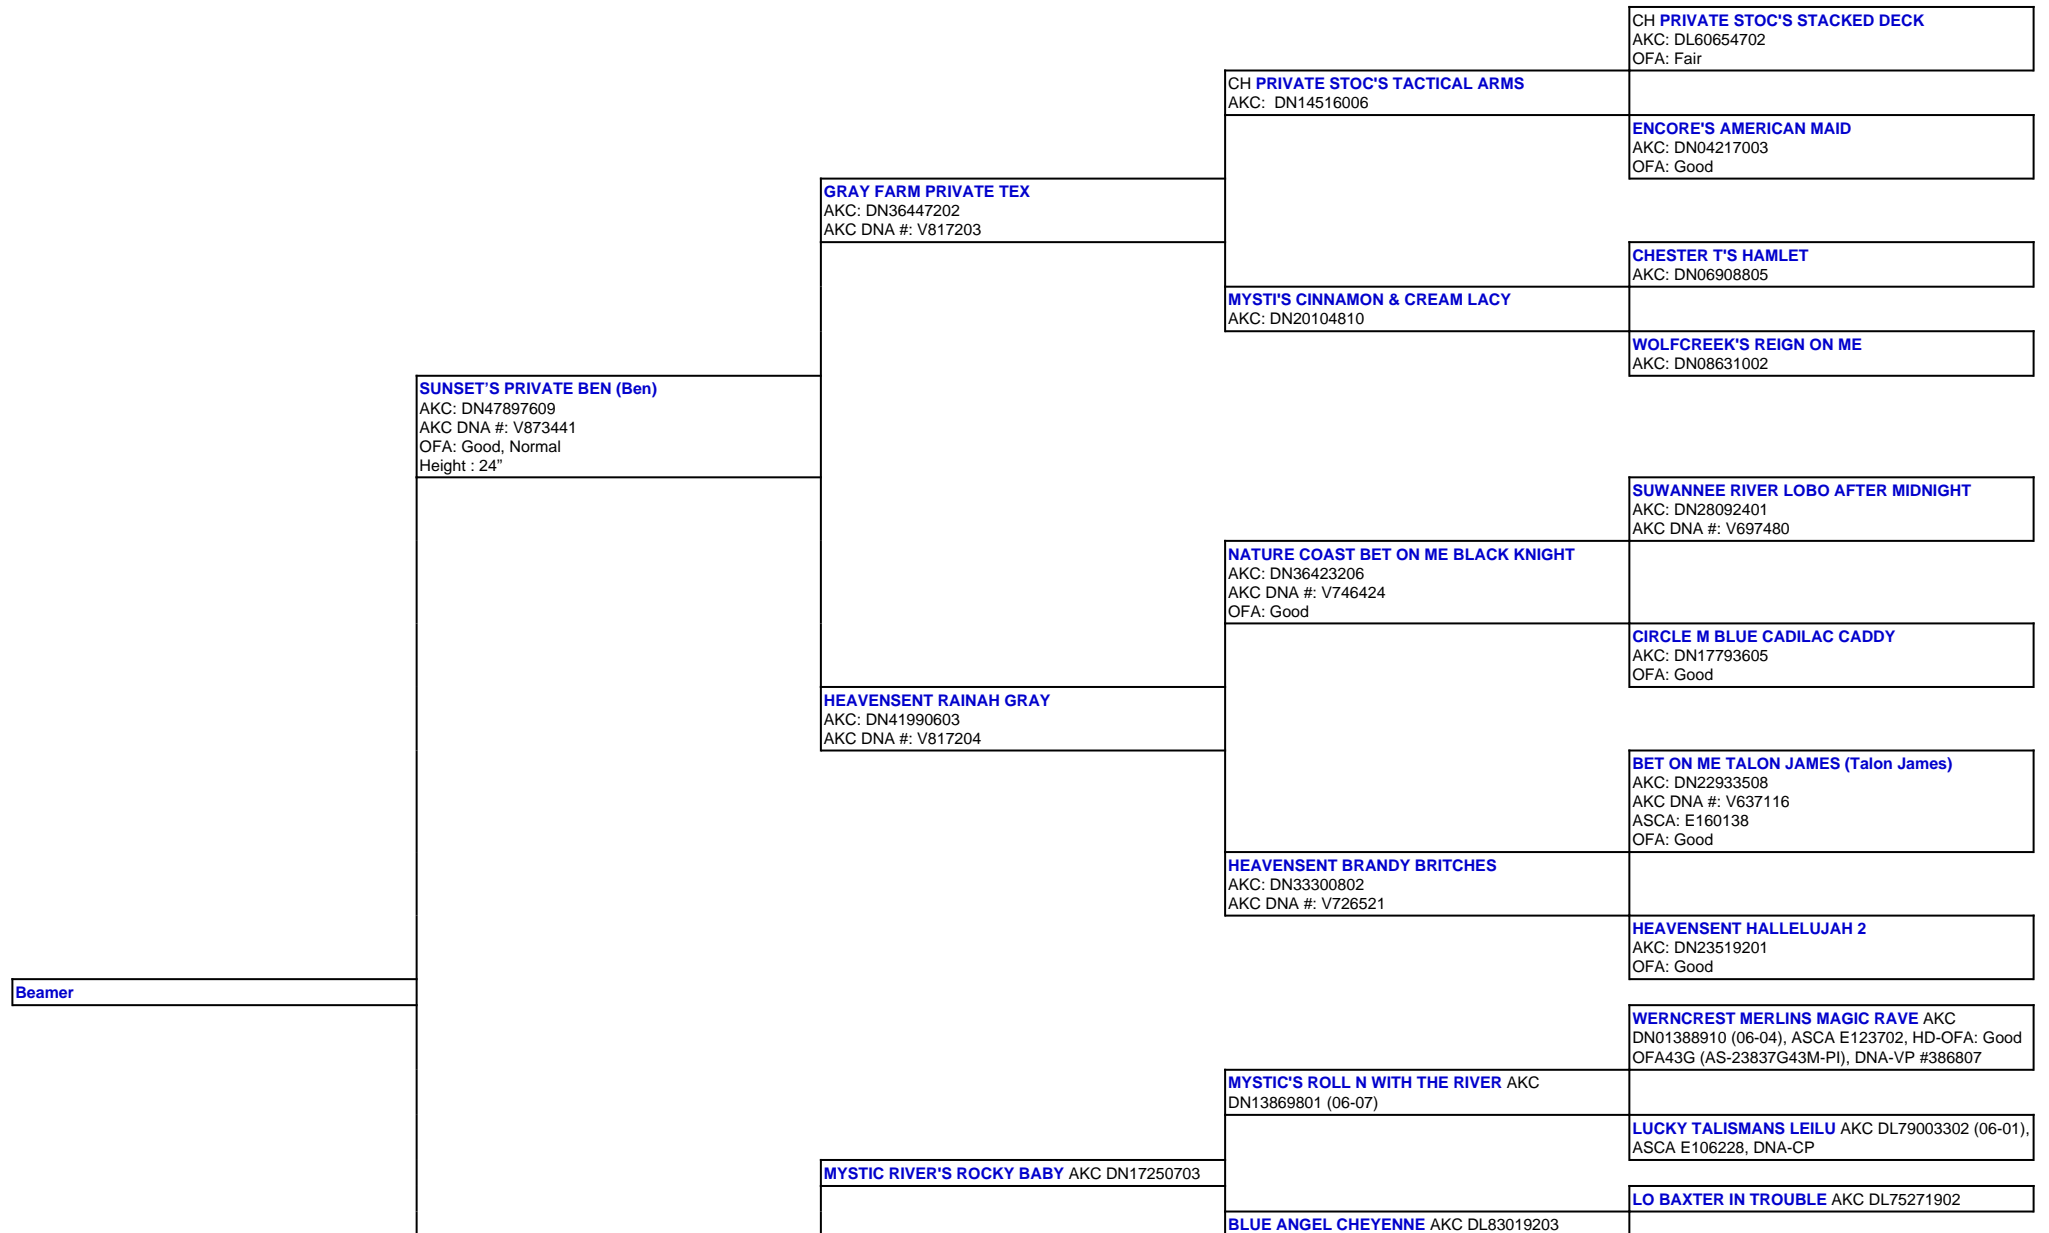 CH PRIVATE STOC'S STACKED DECK
AKC: DL60654702
OFA: Fair
CH PRIVATE STOC'S TACTICAL ARMS
AKC:  DN14516006
ENCORE'S AMERICAN MAID
AKC: DN04217003
OFA: Good
GRAY FARM PRIVATE TEX
AKC: DN36447202
AKC DNA #: V817203
CHESTER T'S HAMLET
AKC: DN06908805
MYSTI'S CINNAMON & CREAM LACY
AKC: DN20104810
WOLFCREEK'S REIGN ON ME
AKC: DN08631002
SUNSET’S PRIVATE BEN (Ben)
AKC: DN47897609
AKC DNA #: V873441
OFA: Good, Normal
Height : 24”
SUWANNEE RIVER LOBO AFTER MIDNIGHT
AKC: DN28092401
AKC DNA #: V697480
NATURE COAST BET ON ME BLACK KNIGHT
AKC: DN36423206
AKC DNA #: V746424
OFA: Good
CIRCLE M BLUE CADILAC CADDY
AKC: DN17793605
OFA: Good
HEAVENSENT RAINAH GRAY
AKC: DN41990603
AKC DNA #: V817204
BET ON ME TALON JAMES (Talon James)
AKC: DN22933508
AKC DNA #: V637116
ASCA: E160138
OFA: Good
HEAVENSENT BRANDY BRITCHES
AKC: DN33300802
AKC DNA #: V726521
HEAVENSENT HALLELUJAH 2
AKC: DN23519201
OFA: Good
Beamer
WERNCREST MERLINS MAGIC RAVE AKC
DN01388910 (06-04), ASCA E123702, HD-OFA: Good
OFA43G (AS-23837G43M-PI), DNA-VP #386807
MYSTIC'S ROLL N WITH THE RIVER AKC
DN13869801 (06-07)
LUCKY TALISMANS LEILU AKC DL79003302 (06-01),
ASCA E106228, DNA-CP
MYSTIC RIVER'S ROCKY BABY AKC DN17250703
LO BAXTER IN TROUBLE AKC DL75271902
BLUE ANGEL CHEYENNE AKC DL83019203